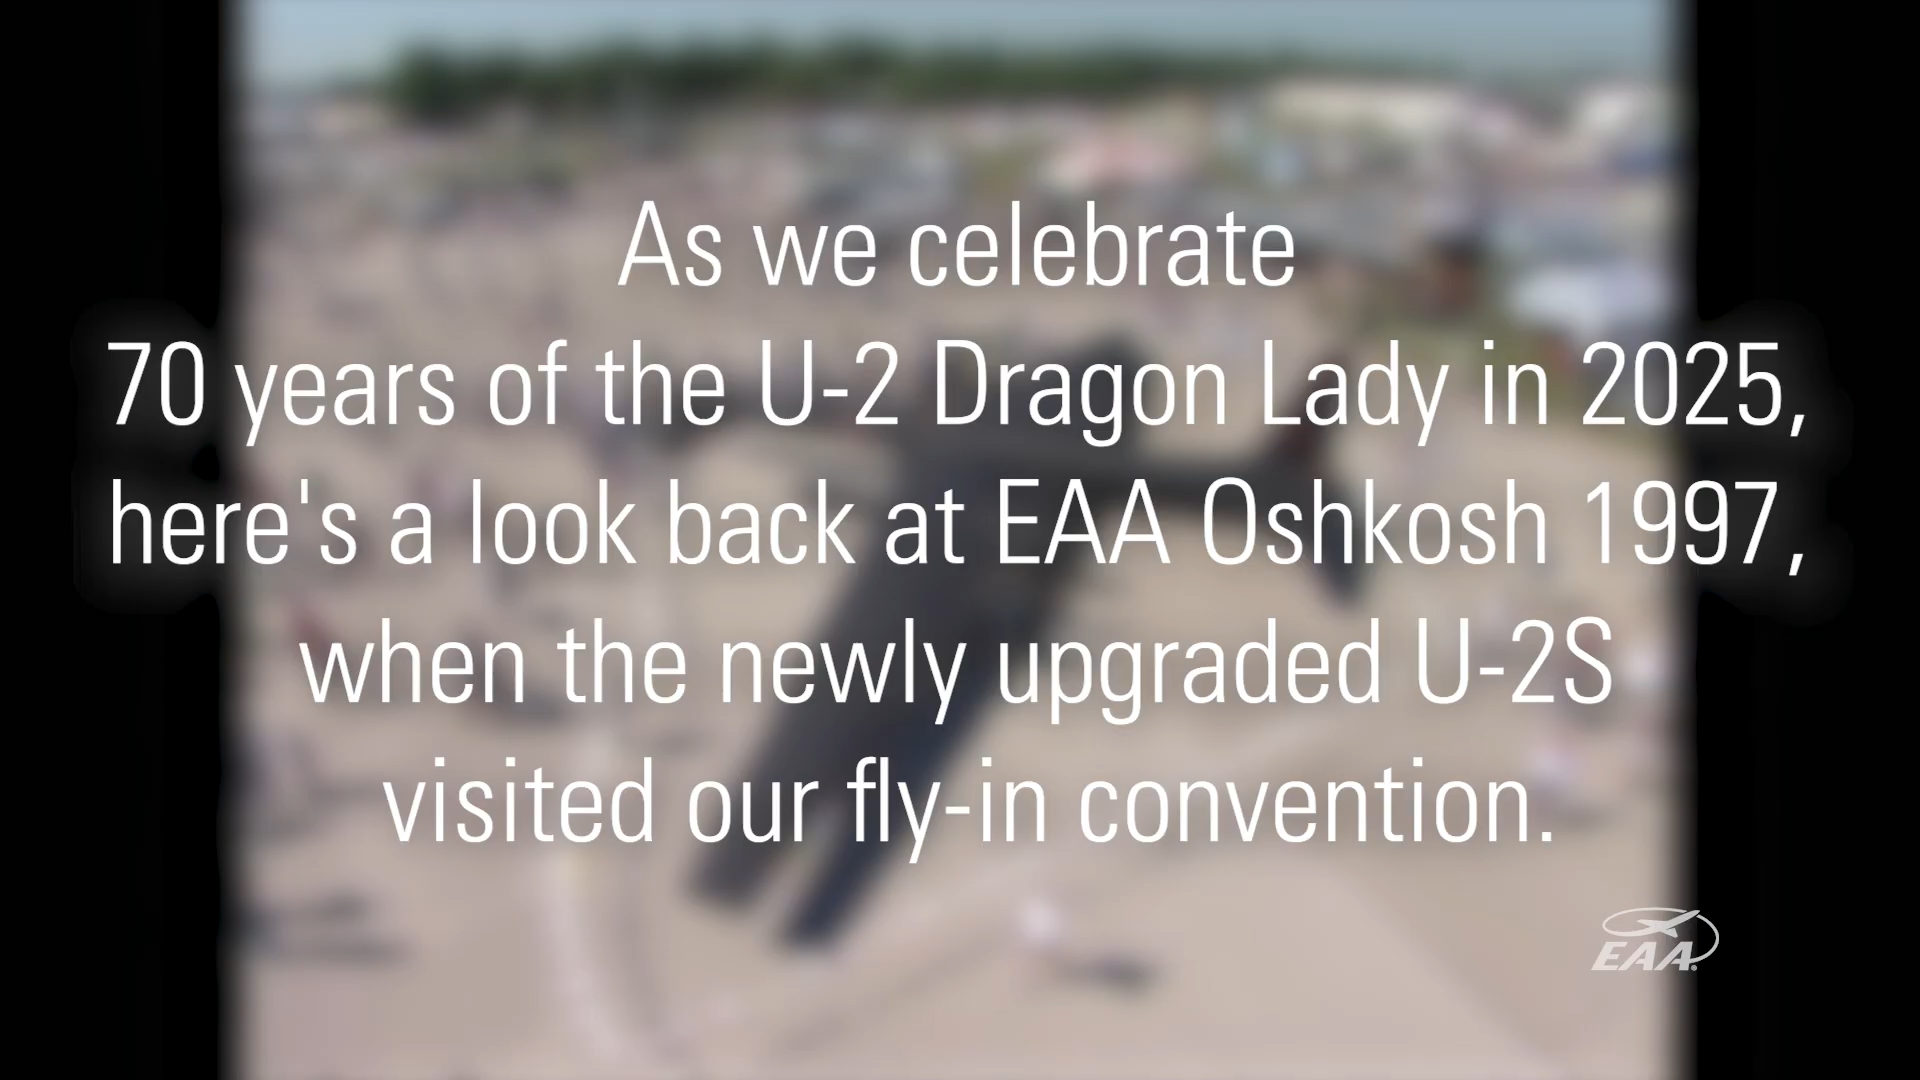 As we celebrate
70 years of the U-2 Dragon Lady in 2025,
here's a look back at EAA Oshkosh 1997,
when the newly upgraded U-2S
visited our fly-in convention.
EAA®